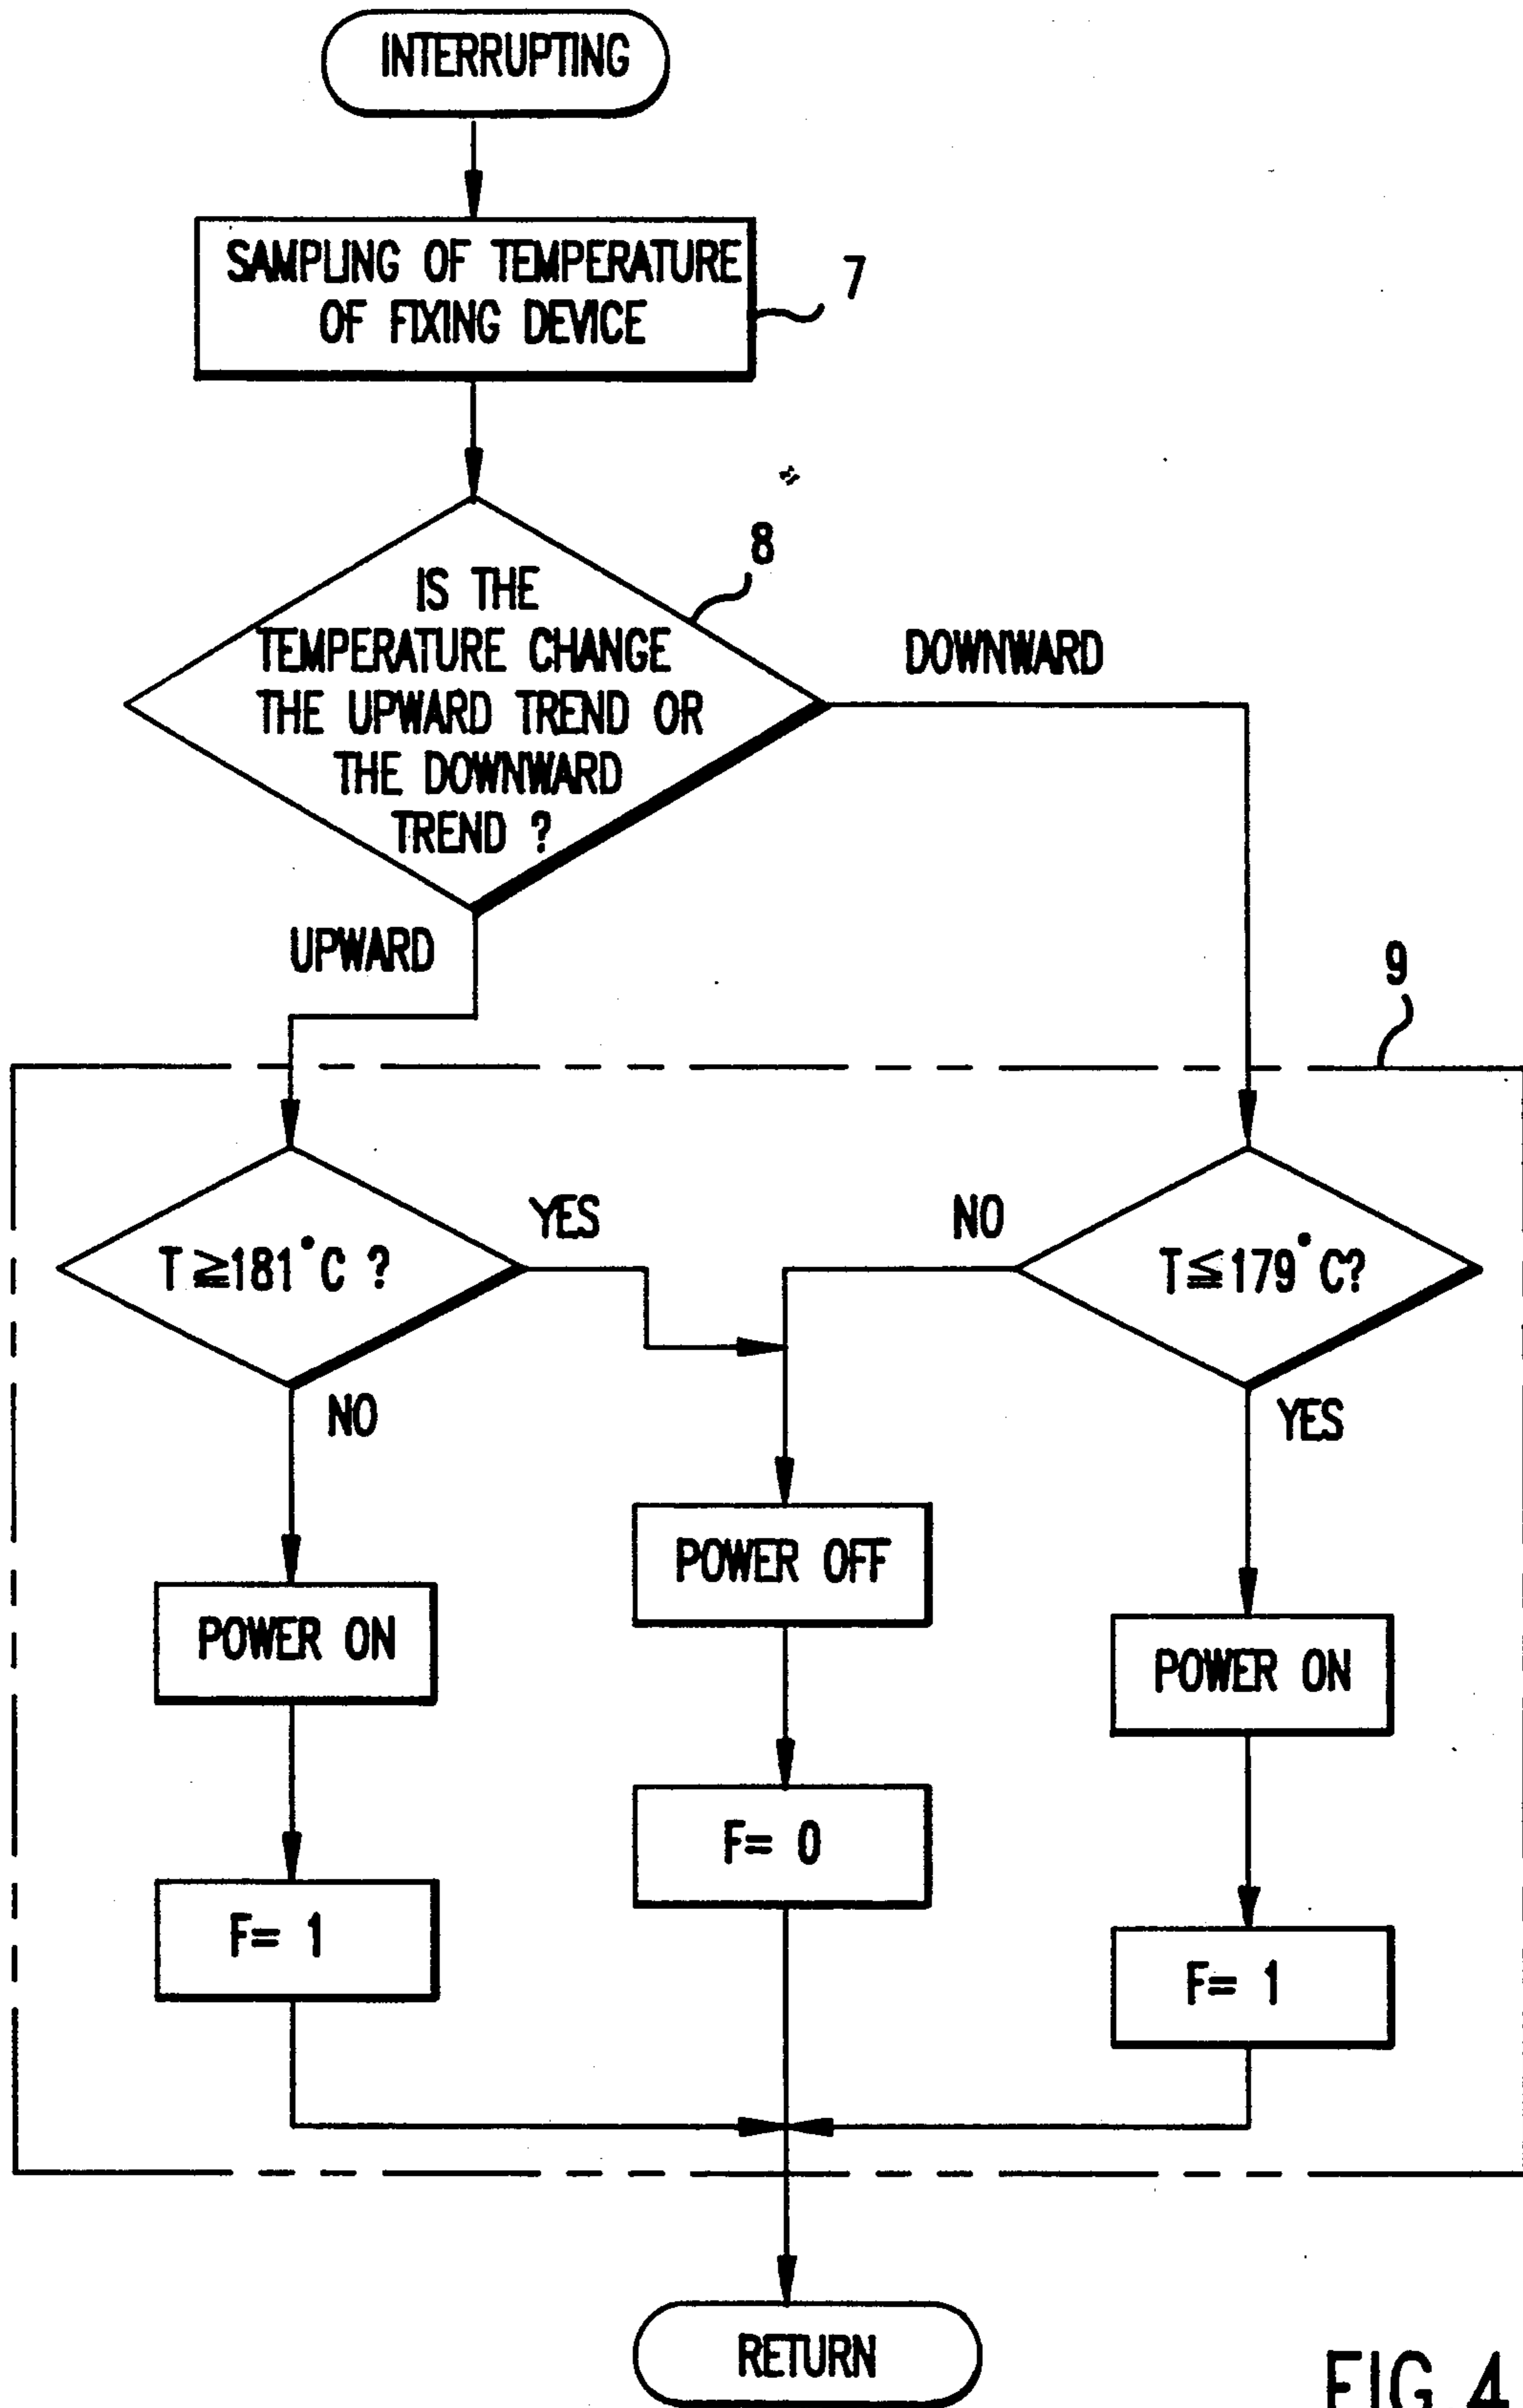 INTERRUPTING
SAMPLING OF TEMPERATURE
OF FIXING DEVICE
7
8
IS THE
TEMPERATURE CHANGE
THE UPWARD TREND OR
THE DOWNWARD
TREND ?
DOWNWARD
UPWARD
9
T ≧181°C ?
YES
NO
T≦179°C?
NO
YES
POWER OFF
POWER ON
POWER ON
F= 0
F= 1
F= 1
RETURN
FIG. 4